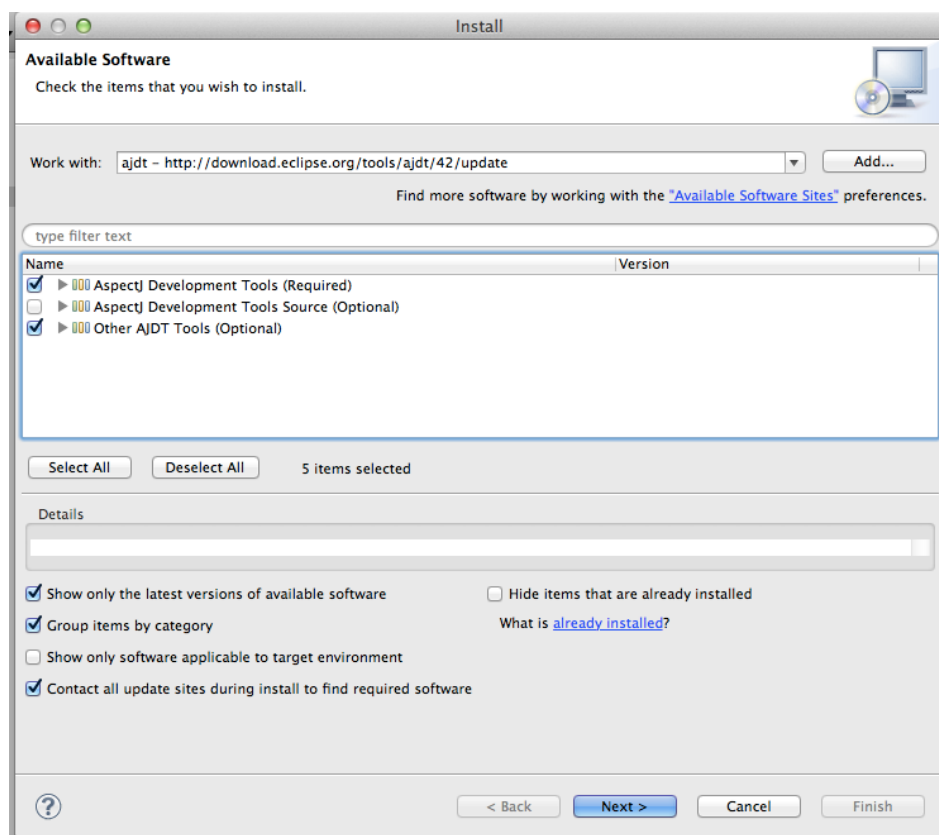 Install
Available Software
Check the items that you wish to install.
Work with: ajdt – http://download.eclipse.org/tools/ajdt/42/update Add...
Find more software by working with the "Available Software Sites" preferences.
type filter text
Name Version
AspectJ Development Tools (Required)
AspectJ Development Tools Source (Optional)
Other AJDT Tools (Optional)
Select All Deselect All 5 items selected
Details
Show only the latest versions of available software Hide items that are already installed
Group items by category What is already installed?
Show only software applicable to target environment
Contact all update sites during install to find required software
? < Back Next > Cancel Finish